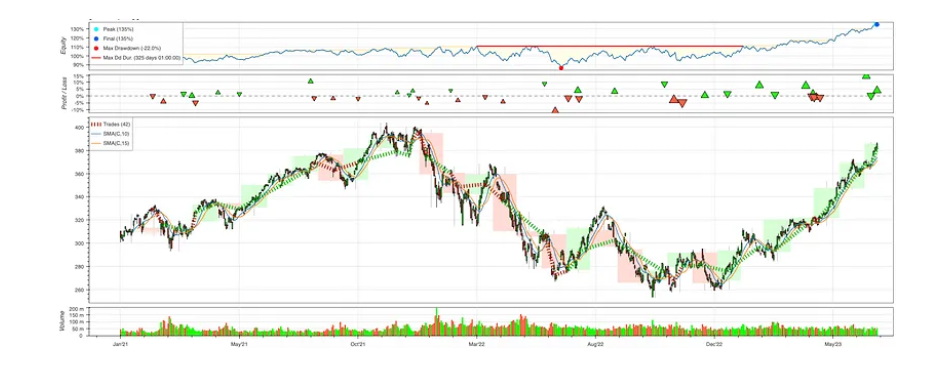 Peak (135%)
Final (135%)
Max Drawdown (-22.0%)
Max Dd Dur. (325 days 01:00:00)
Equity
130%
120%
110%
100%
90%
Profit / Loss
15%
10%
5%
0%
-5%
-10%
Trades (42)
SMA(C,10)
SMA(C,15)
400
380
360
340
320
300
280
260
Volume
200 m
150 m
100 m
50 m
0
Jan'21
May'21
Oct'21
Mar'22
Aug'22
Dec'22
May'23